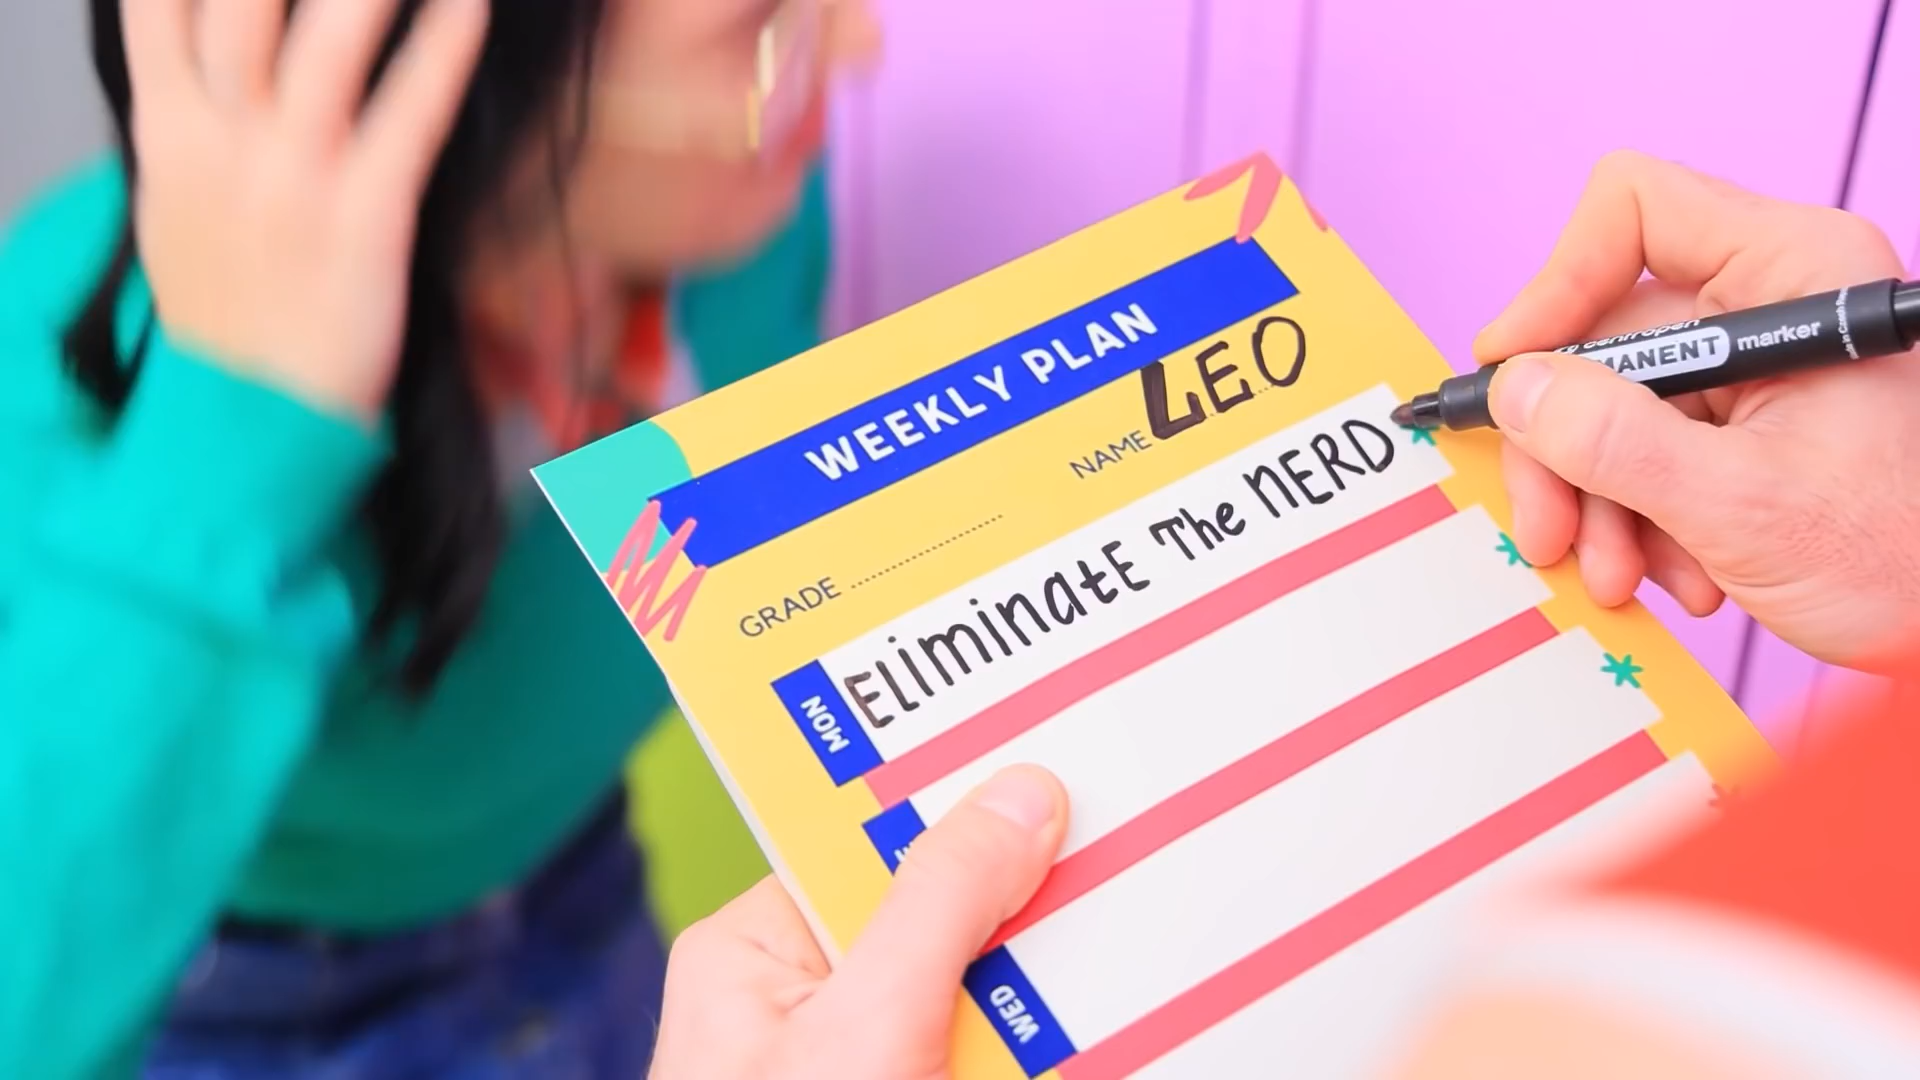 WEEKLY PLAN
NAME LEO
GRADE
MON ELiminatE The NERD
WED
PERMANENT marker